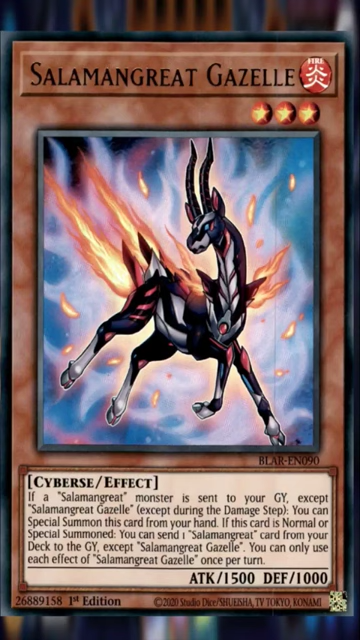 SALAMANGREAT GAZELLE
FIRE
炎
BLAR-EN090
[CYBERSE/EFFECT]
If a "Salamangreat" monster is sent to your GY, except
"Salamangreat Gazelle" (except during the Damage Step): You can
Special Summon this card from your hand. If this card is Normal or
Special Summoned: You can send 1 "Salamangreat" card from your
Deck to the GY, except "Salamangreat Gazelle". You can only use
each effect of "Salamangreat Gazelle" once per turn.
ATK/1500 DEF/1000
26889158 1st Edition ©2020 Studio Dice/SHUEISHA, TV TOKYO, KONAMI